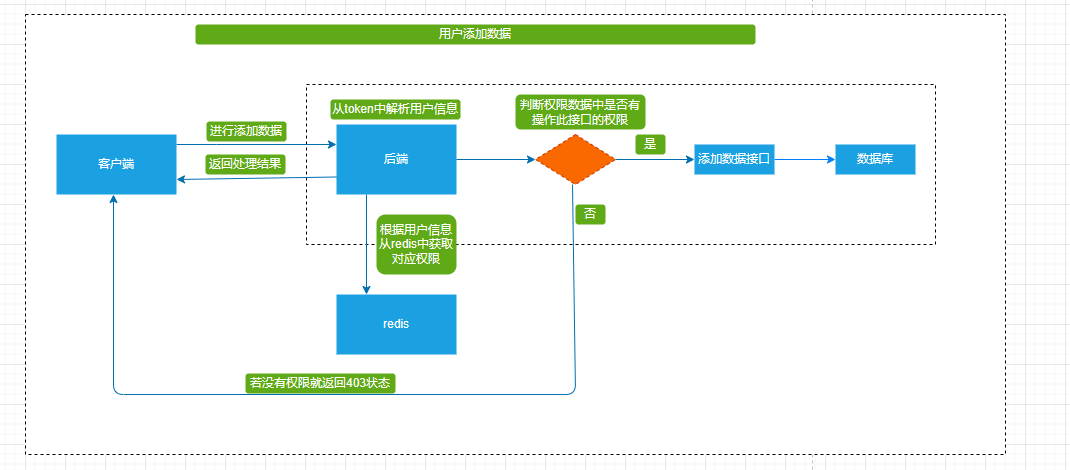 用户添加数据
从token中解析用户信息
判断权限数据中是否有
操作此接口的权限
进行添加数据
客户端
后端
是
添加数据接口
数据库
返回处理结果
否
根据用户信息
从redis中获取
对应权限
redis
若没有权限就返回403状态